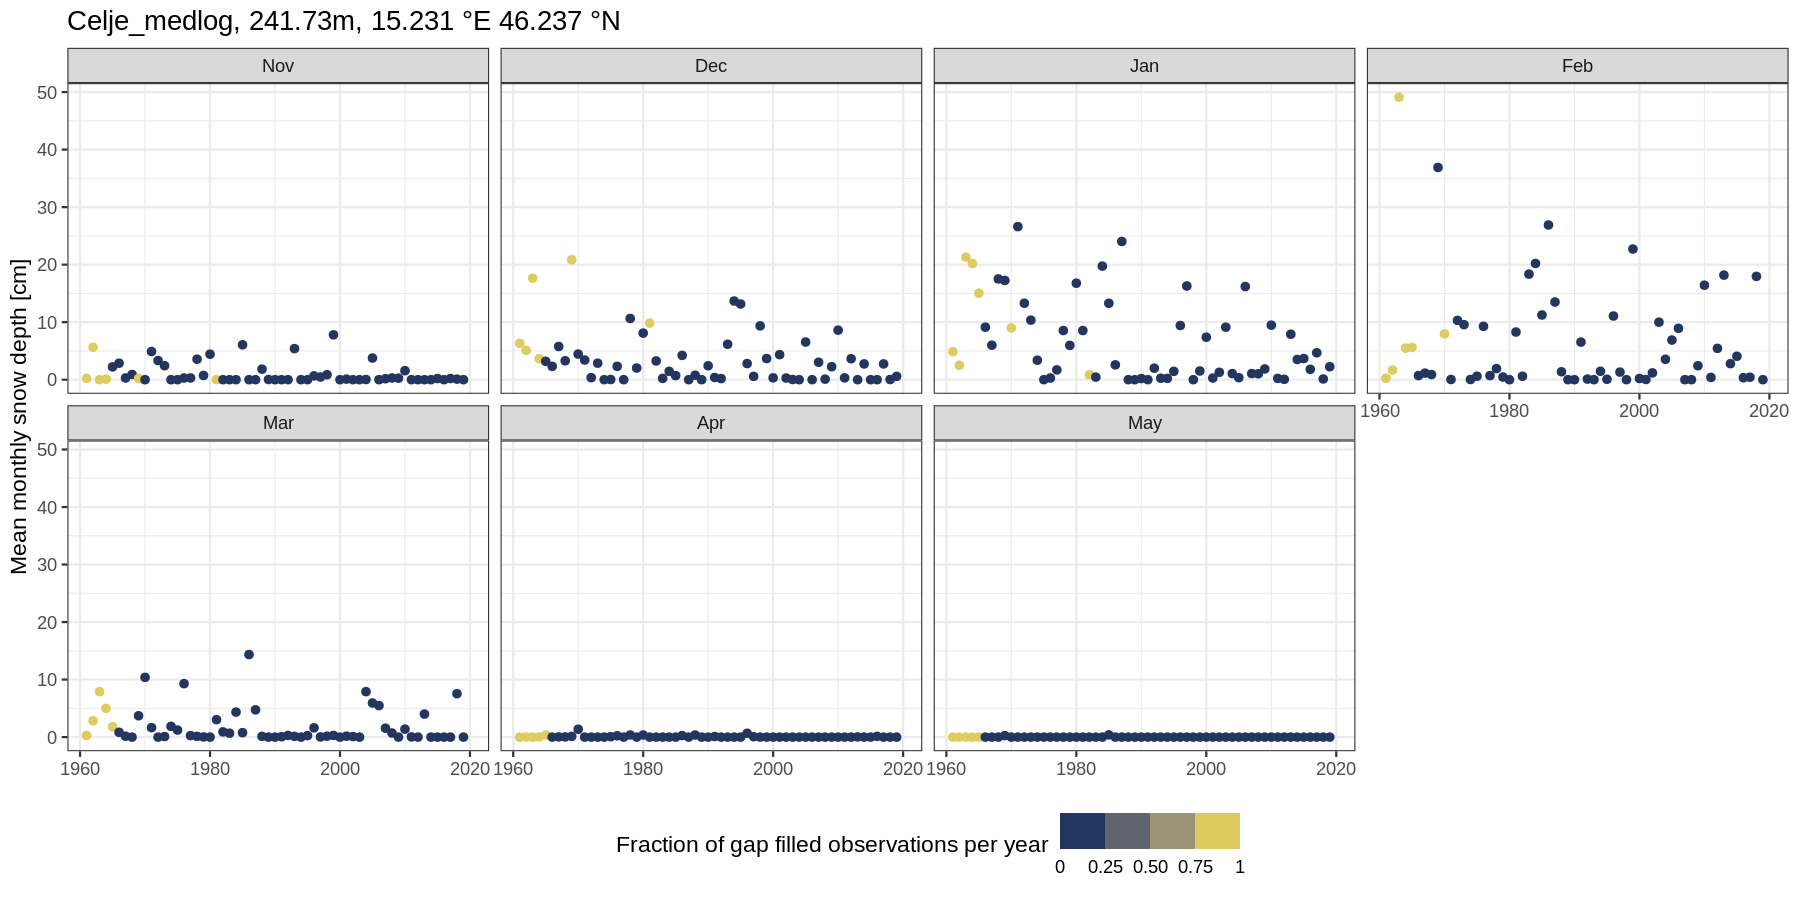 Celje_medlog, 241.73m, 15.231 °E 46.237 °N
Nov Dec Jan Feb
50
40
30
20
10
0
1960 1980 2000 2020
Mean monthly snow depth [cm]
Mar Apr May
50
40
30
20
10
0
1960 1980 2000 2020 1960 1980 2000 2020 1960 1980 2000 2020
Fraction of gap filled observations per year
0 0.25 0.50 0.75 1